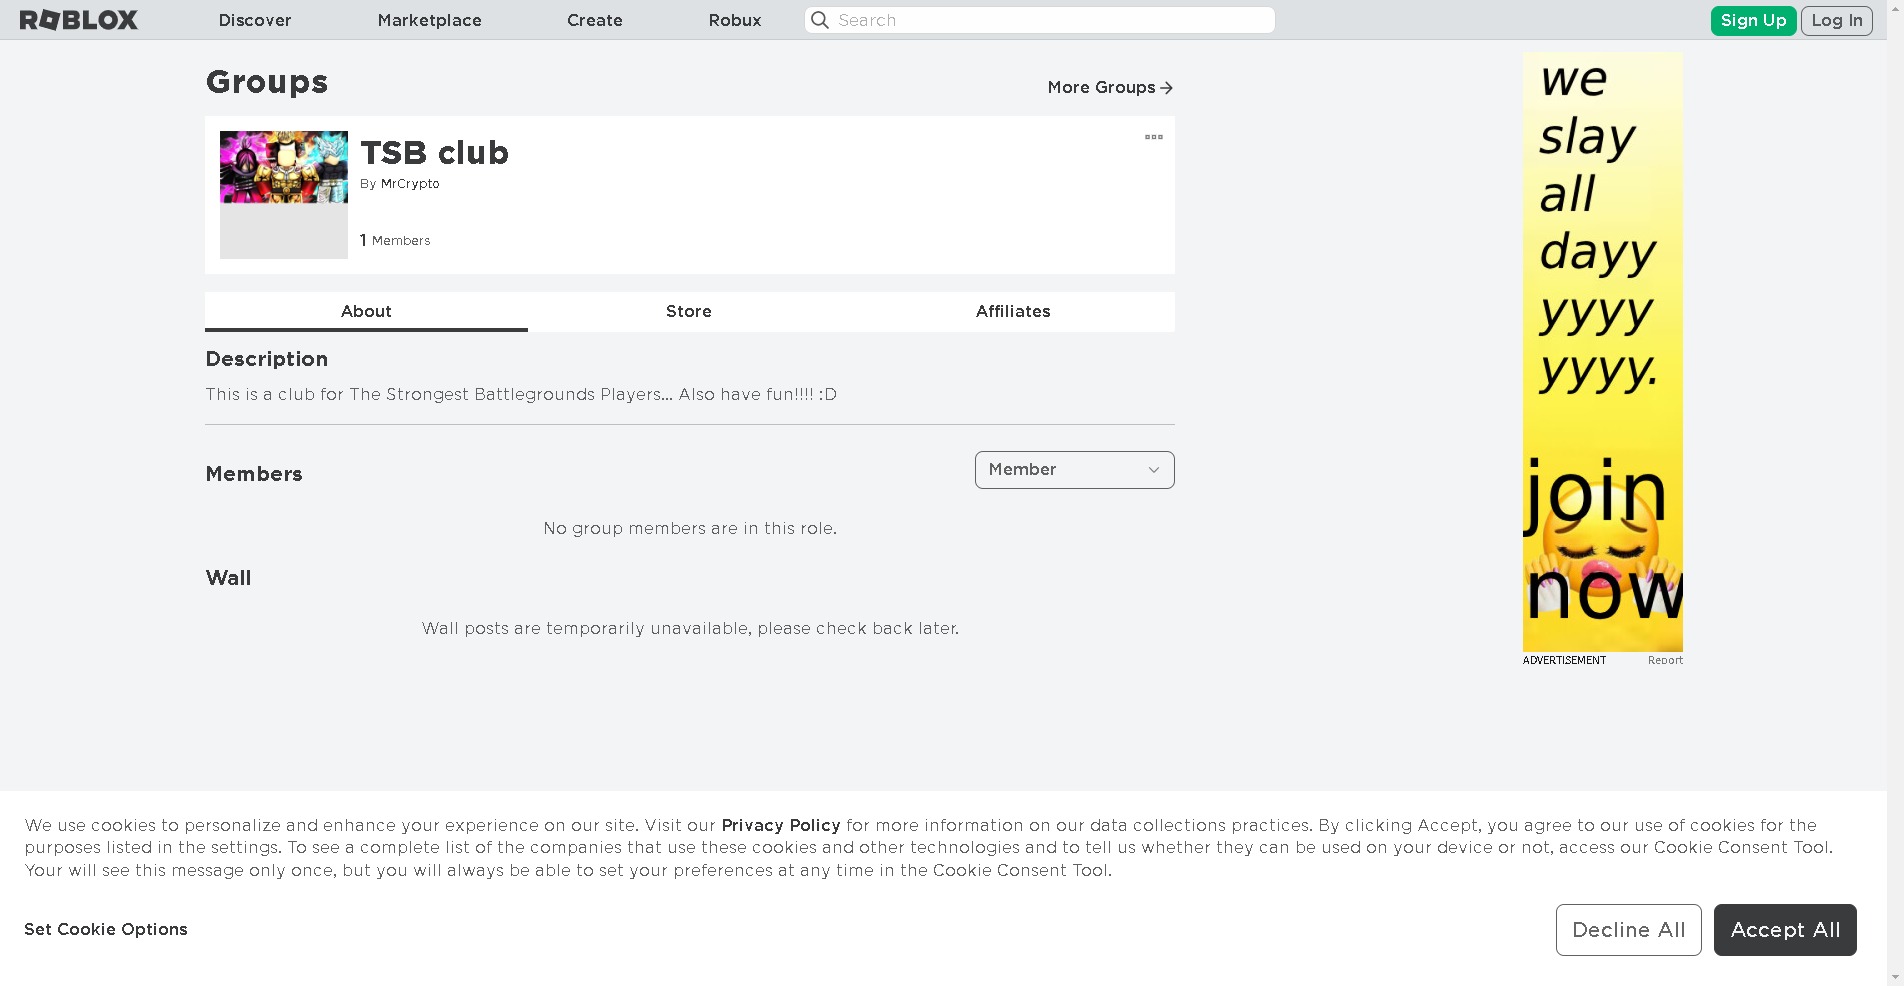 ROBLOX
Discover
Marketplace
Create
Robux
Search
Sign Up
Log In
Groups
More Groups
TSB club
By MrCrypto
1 Members
About
Store
Affiliates
Description
This is a club for The Strongest Battlegrounds Players... Also have fun!!!! :D
Members
Member
No group members are in this role.
Wall
Wall posts are temporarily unavailable, please check back later.
we
slay
all
dayy
yyyy
yyyy.
join
now
ADVERTISEMENT
Report
We use cookies to personalize and enhance your experience on our site. Visit our Privacy Policy for more information on our data collections practices. By clicking Accept, you agree to our use of cookies for the
purposes listed in the settings. To see a complete list of the companies that use these cookies and other technologies and to tell us whether they can be used on your device or not, access our Cookie Consent Tool.
Your will see this message only once, but you will always be able to set your preferences at any time in the Cookie Consent Tool.
Set Cookie Options
Decline All
Accept All